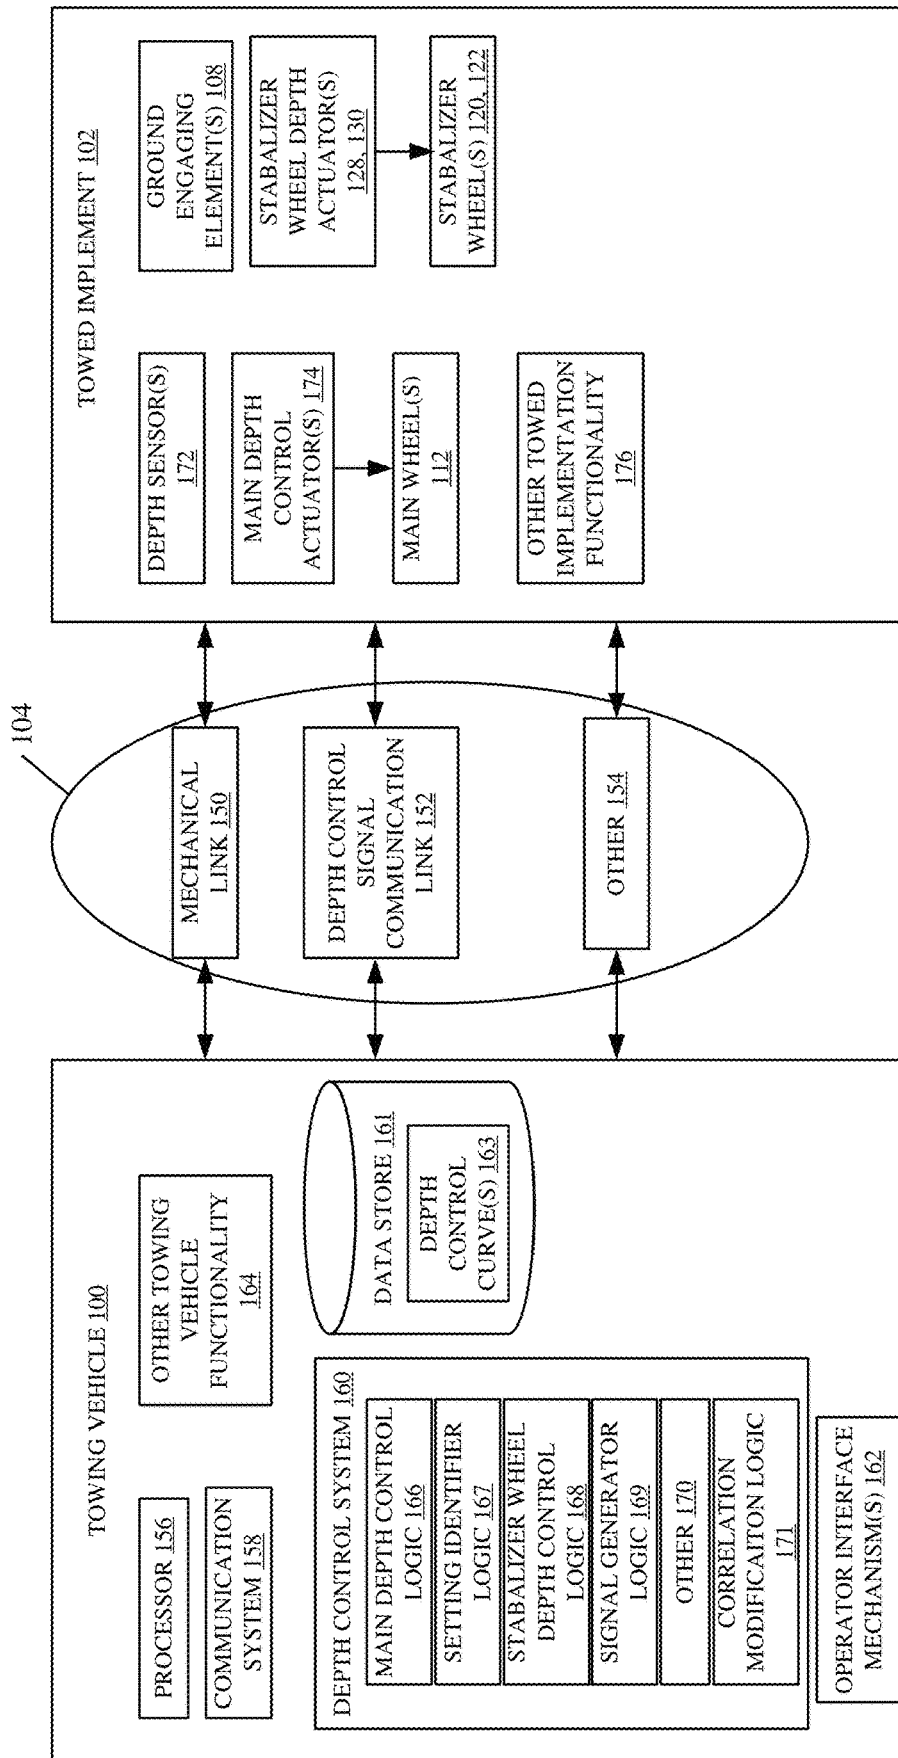 TOWING VEHICLE 100
PROCESSOR 156
COMMUNICATION
SYSTEM 158
OTHER TOWING
VEHICLE
FUNCTIONALITY
164
DEPTH CONTROL SYSTEM 160
MAIN DEPTH CONTROL
LOGIC 166
SETTING IDENTIFIER
LOGIC 167
STABALIZER WHEEL
DEPTH CONTROL
LOGIC 168
SIGNAL GENERATOR
LOGIC 169
OTHER 170
CORRELATION
MODIFICAITON LOGIC
171
DATA STORE 161
DEPTH
CONTROL
CURVE(S) 163
OPERATOR INTERFACE
MECHANISM(S) 162
104
MECHANICAL
LINK 150
DEPTH CONTROL
SIGNAL
COMMUNICATION
LINK 152
OTHER 154
TOWED IMPLEMENT 102
DEPTH SENSOR(S)
172
MAIN DEPTH
CONTROL
ACTUATOR(S) 174
MAIN WHEEL(S)
112
OTHER TOWED
IMPLEMENTATION
FUNCTIONALITY
176
GROUND
ENGAGING
ELEMENT(S) 108
STABALIZER
WHEEL DEPTH
ACTUATOR(S)
128, 130
STABALIZER
WHEEL(S) 120, 122